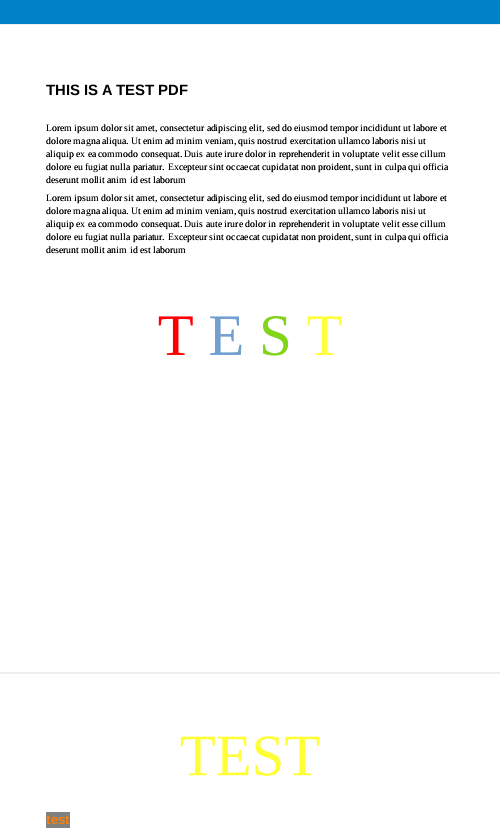 THIS IS A TEST PDF
Lorem ipsum dolor sit amet, consectetur adipiscing elit, sed do eiusmod tempor incididunt ut labore et
dolore magna aliqua. Ut enim ad minim veniam, quis nostrud exercitation ullamco laboris nisi ut
aliquip ex ea commodo consequat. Duis aute irure dolor in reprehenderit in voluptate velit esse cillum
dolore eu fugiat nulla pariatur. Excepteur sint occaecat cupidatat non proident, sunt in culpa qui officia
deserunt mollit anim id est laborum
Lorem ipsum dolor sit amet, consectetur adipiscing elit, sed do eiusmod tempor incididunt ut labore et
dolore magna aliqua. Ut enim ad minim veniam, quis nostrud exercitation ullamco laboris nisi ut
aliquip ex ea commodo consequat. Duis aute irure dolor in reprehenderit in voluptate velit esse cillum
dolore eu fugiat nulla pariatur. Excepteur sint occaecat cupidatat non proident, sunt in culpa qui officia
deserunt mollit anim id est laborum
T E S T
TEST
test